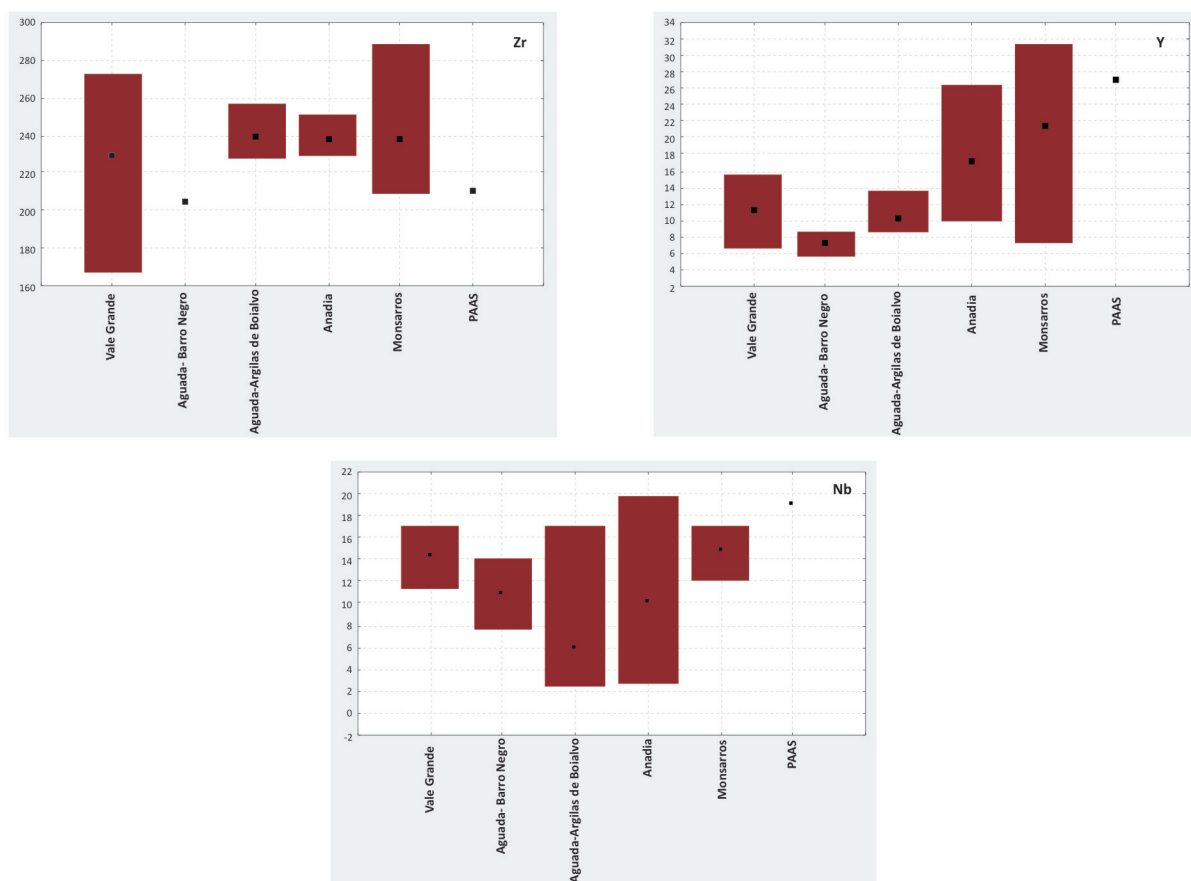 300
280
260
240
220
200
180
160
Zr
Vale Grande
Aguada- Barro Negro
Aguada-Argilas de Boialvo
Anadia
Monsarros
PAAS
34
32
30
28
26
24
22
20
18
16
14
12
10
8
6
4
2
Y
Vale Grande
Aguada- Barro Negro
Aguada-Argilas de Boialvo
Anadia
Monsarros
PAAS
22
20
18
16
14
12
10
8
6
4
2
0
-2
Nb
Vale Grande
Aguada- Barro Negro
Aguada-Argilas de Boialvo
Anadia
Monsarros
PAAS